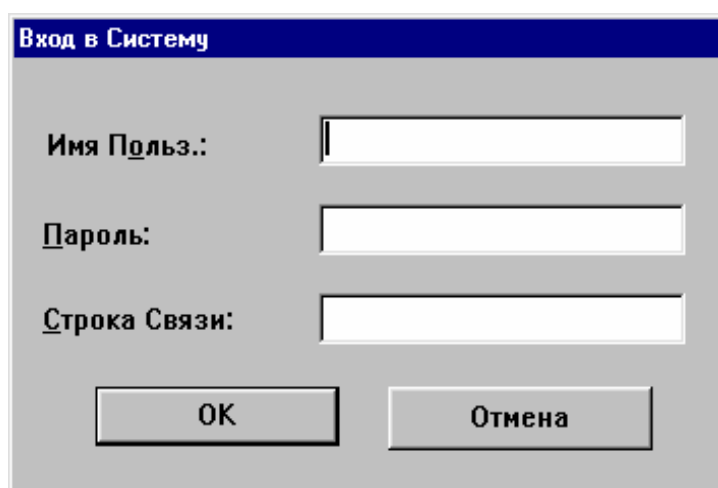 Вход в Систему
Имя Польз.:
Пароль:
Строка Связи:
OK
Отмена